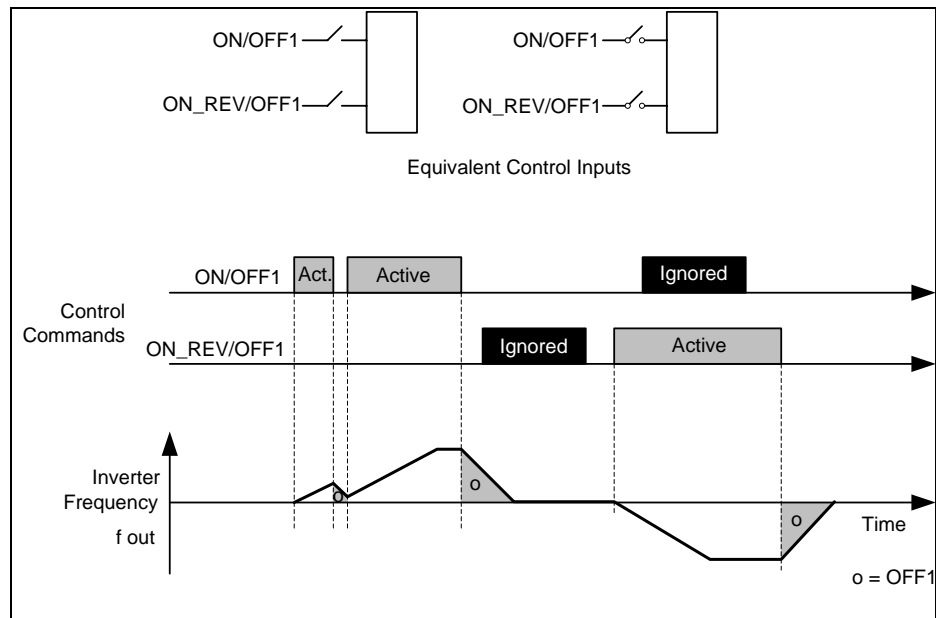 ON/OFF1
ON/OFF1
ON_REV/OFF1
ON_REV/OFF1
Equivalent Control Inputs
ON/OFF1
Act.
Active
Ignored
Control
Commands
ON_REV/OFF1
Ignored
Active
Inverter
Frequency
f out
o
o
o
Time
o = OFF1